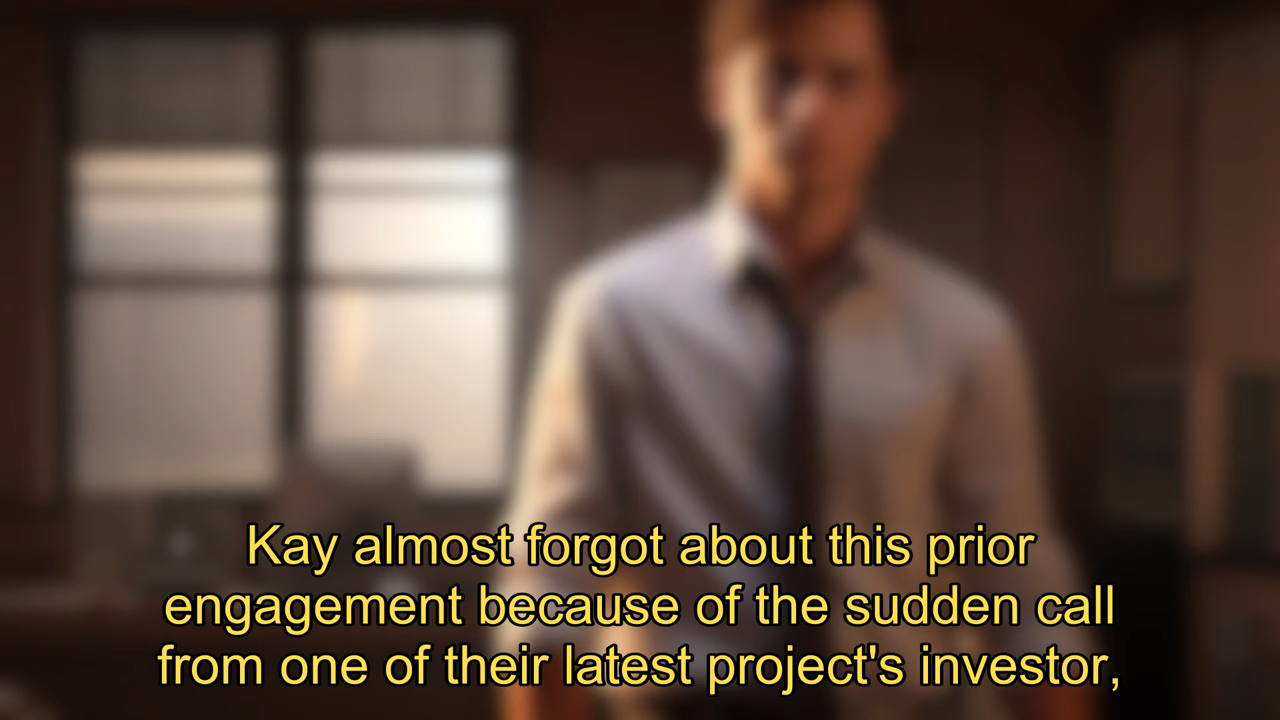 Kay almost forgot about this prior
engagement because of the sudden call
from one of their latest project's investor,